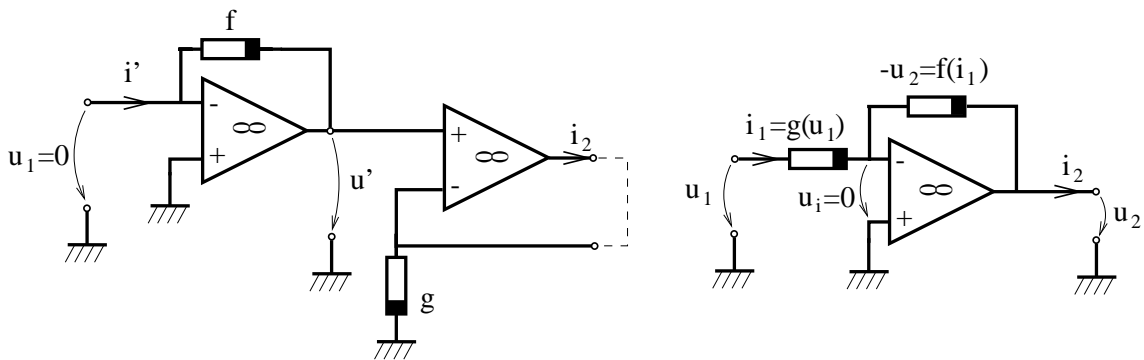 f
i'
-
∞
+
u1=0
u'
+
∞
-
i2
g
-u2=f(i1)
i1=g(u1)
-
∞
+
u1
ui=0
i2
u2